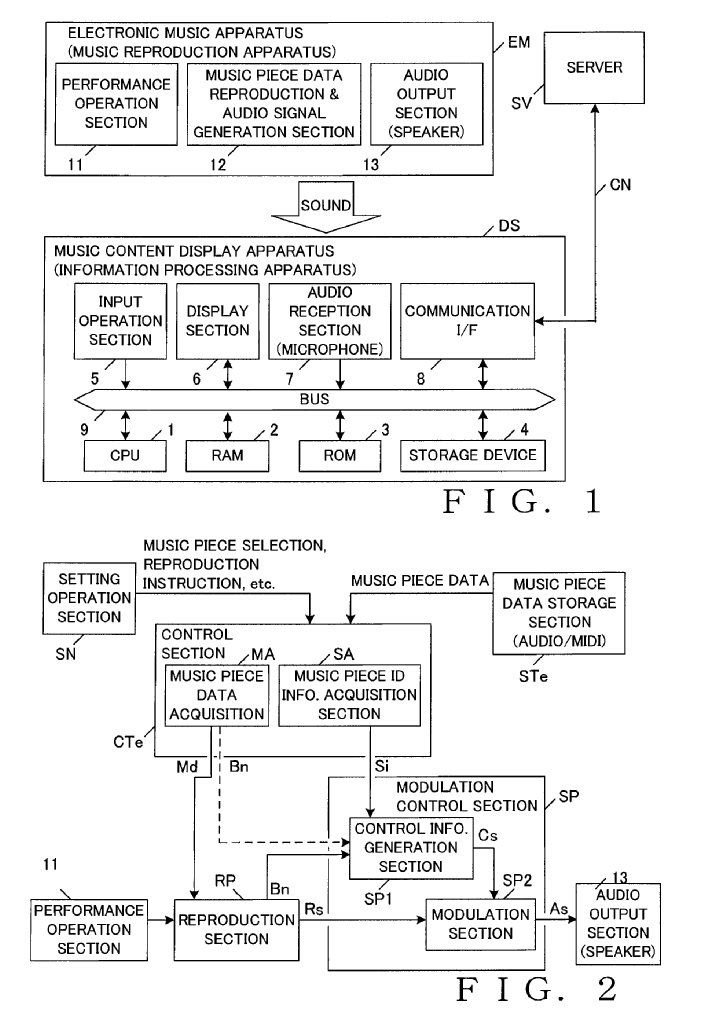 ELECTRONIC MUSIC APPARATUS
(MUSIC REPRODUCTION APPARATUS)
EM
PERFORMANCE
OPERATION
SECTION
11
MUSIC PIECE DATA
REPRODUCTION &
AUDIO SIGNAL
GENERATION SECTION
12
AUDIO
OUTPUT
SECTION
(SPEAKER)
13
SERVER
SV
CN
SOUND
DS
MUSIC CONTENT DISPLAY APPARATUS
(INFORMATION PROCESSING APPARATUS)
INPUT
OPERATION
SECTION
5
DISPLAY
SECTION
6
AUDIO
RECEPTION
SECTION
(MICROPHONE)
7
COMMUNICATION
I/F
8
BUS
9
CPU
1
RAM
2
ROM
3
STORAGE DEVICE
4
FIG. 1
MUSIC PIECE SELECTION,
REPRODUCTION
INSTRUCTION, etc.
SETTING
OPERATION
SECTION
SN
MUSIC PIECE DATA
MUSIC PIECE
DATA STORAGE
SECTION
(AUDIO/MIDI)
STe
CONTROL
SECTION
MA
SA
MUSIC PIECE
DATA
ACQUISITION
MUSIC PIECE ID
INFO. ACQUISITION
SECTION
CTe
Md
Bn
Si
MODULATION
CONTROL SECTION
SP
CONTROL INFO.
GENERATION
SECTION
Cs
SP1
11
PERFORMANCE
OPERATION
SECTION
RP
Bn
REPRODUCTION
SECTION
Rs
SP2
MODULATION
SECTION
As
13
AUDIO
OUTPUT
SECTION
(SPEAKER)
FIG. 2